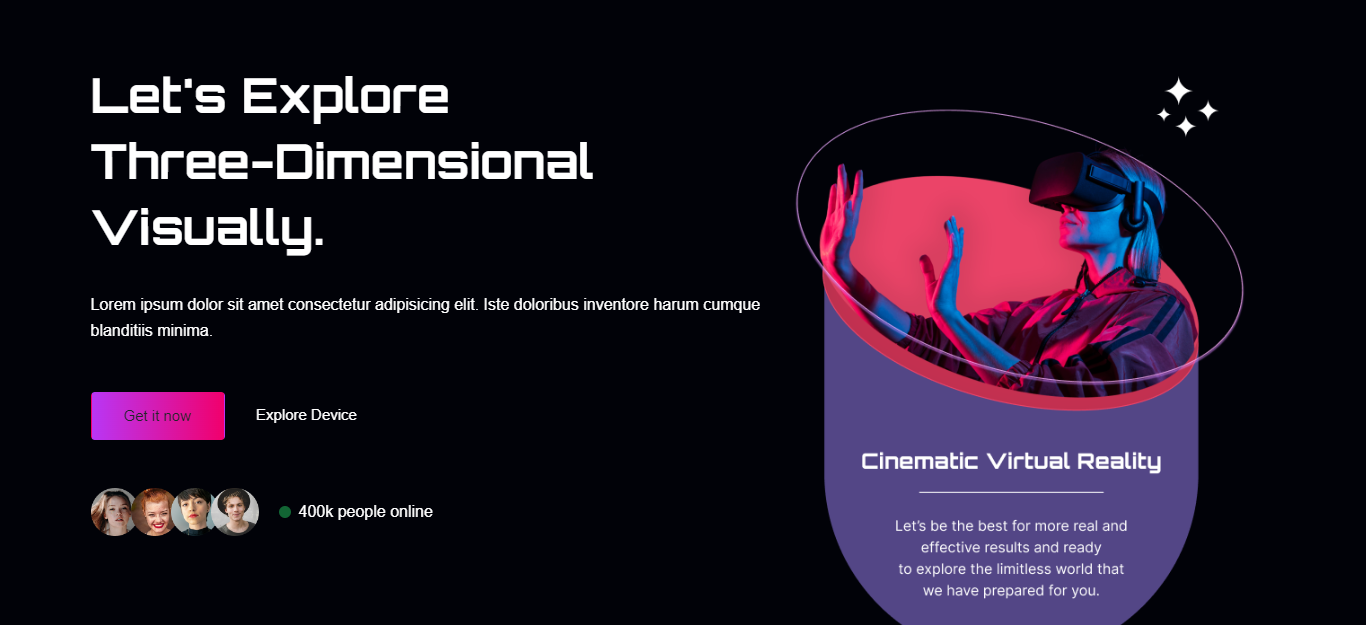 Let's Explore
Three-Dimensional
Visually.
Lorem ipsum dolor sit amet consectetur adipisicing elit. Iste doloribus inventore harum cumque
blanditiis minima.
Get it now
Explore Device
400k people online
Cinematic Virtual Reality
Let’s be the best for more real and
effective results and ready
to explore the limitless world that
we have prepared for you.